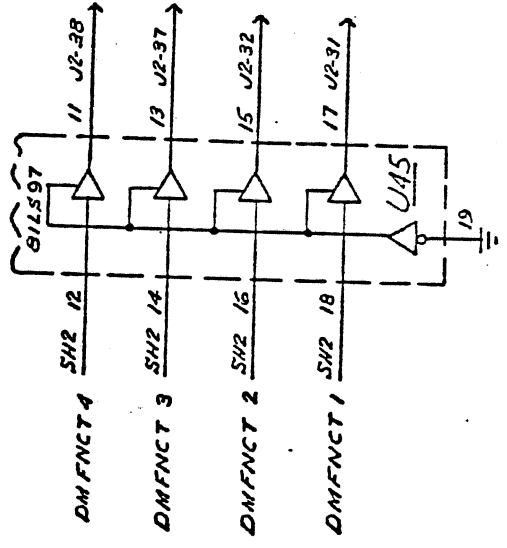 81LS97
DMFNCT 4 SH2 12 11 J2-38
DMFNCT 3 SH2 14 13 J2-37
DMFNCT 2 SH2 16 15 J2-32
DMFNCT 1 SH2 18 17 J2-31
U45
19